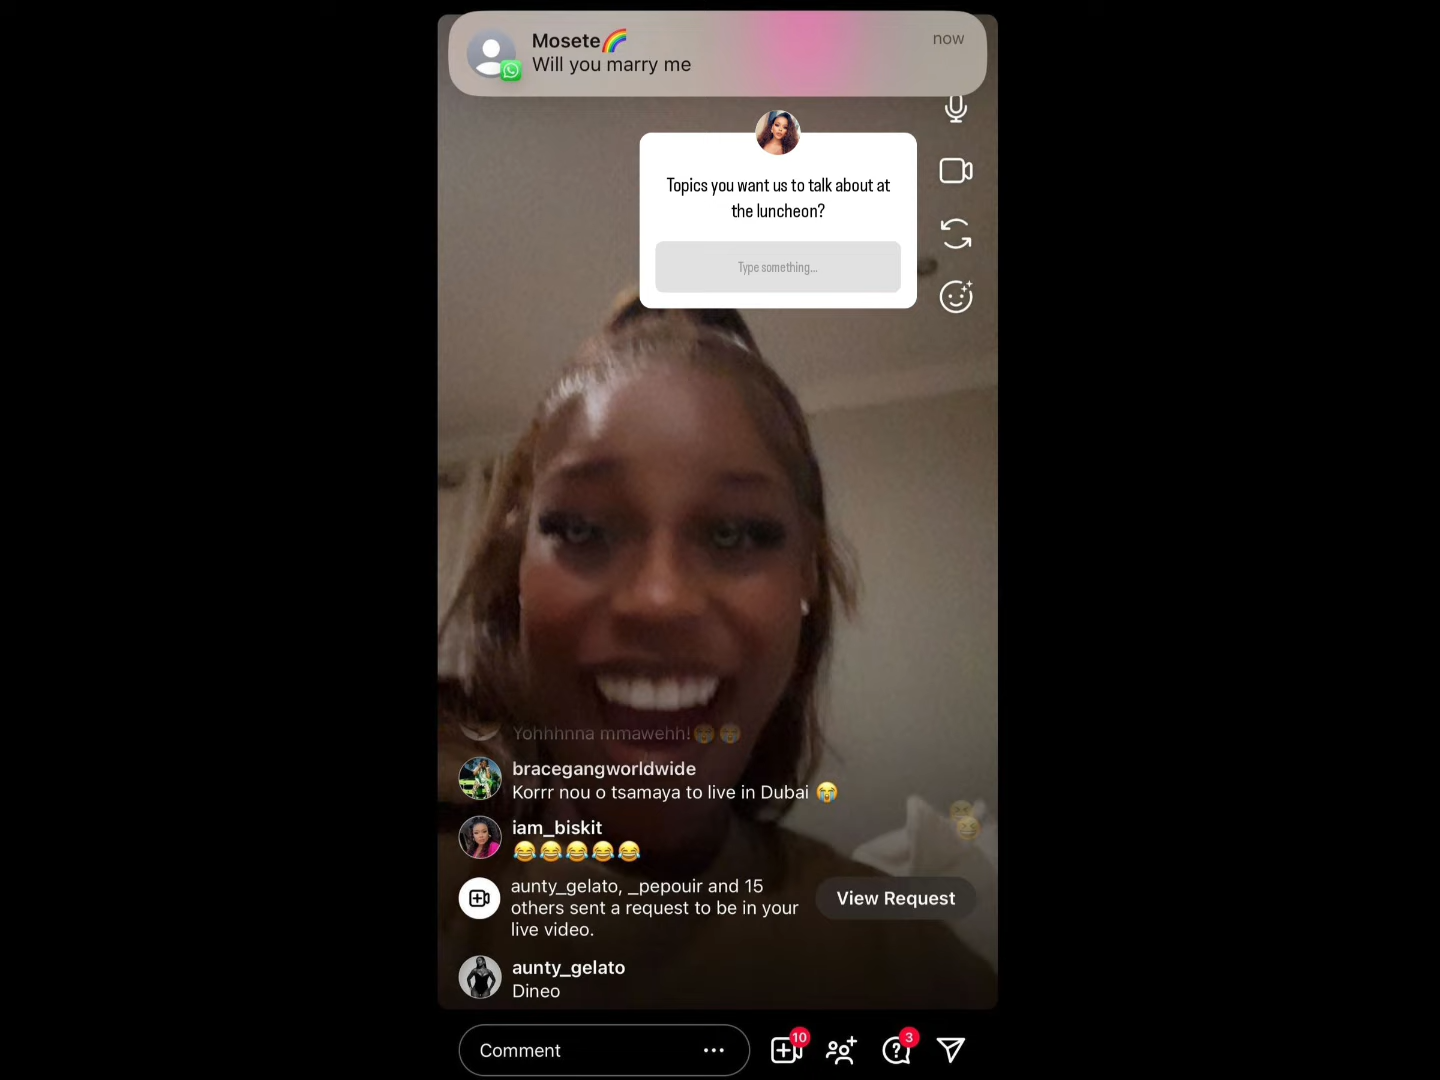 Mosete🌈
now
Will you marry me
Topics you want us to talk about at
the luncheon?
Type something...
Yohhhnna mmawehh!😭😭
bracegangworldwide
Korrr nou o tsamaya to live in Dubai 😭
iam_biskit
😂😂😂😂😂
aunty_gelato, _pepouir and 15
others sent a request to be in your
live video.
View Request
aunty_gelato
Dineo
Comment
10
3